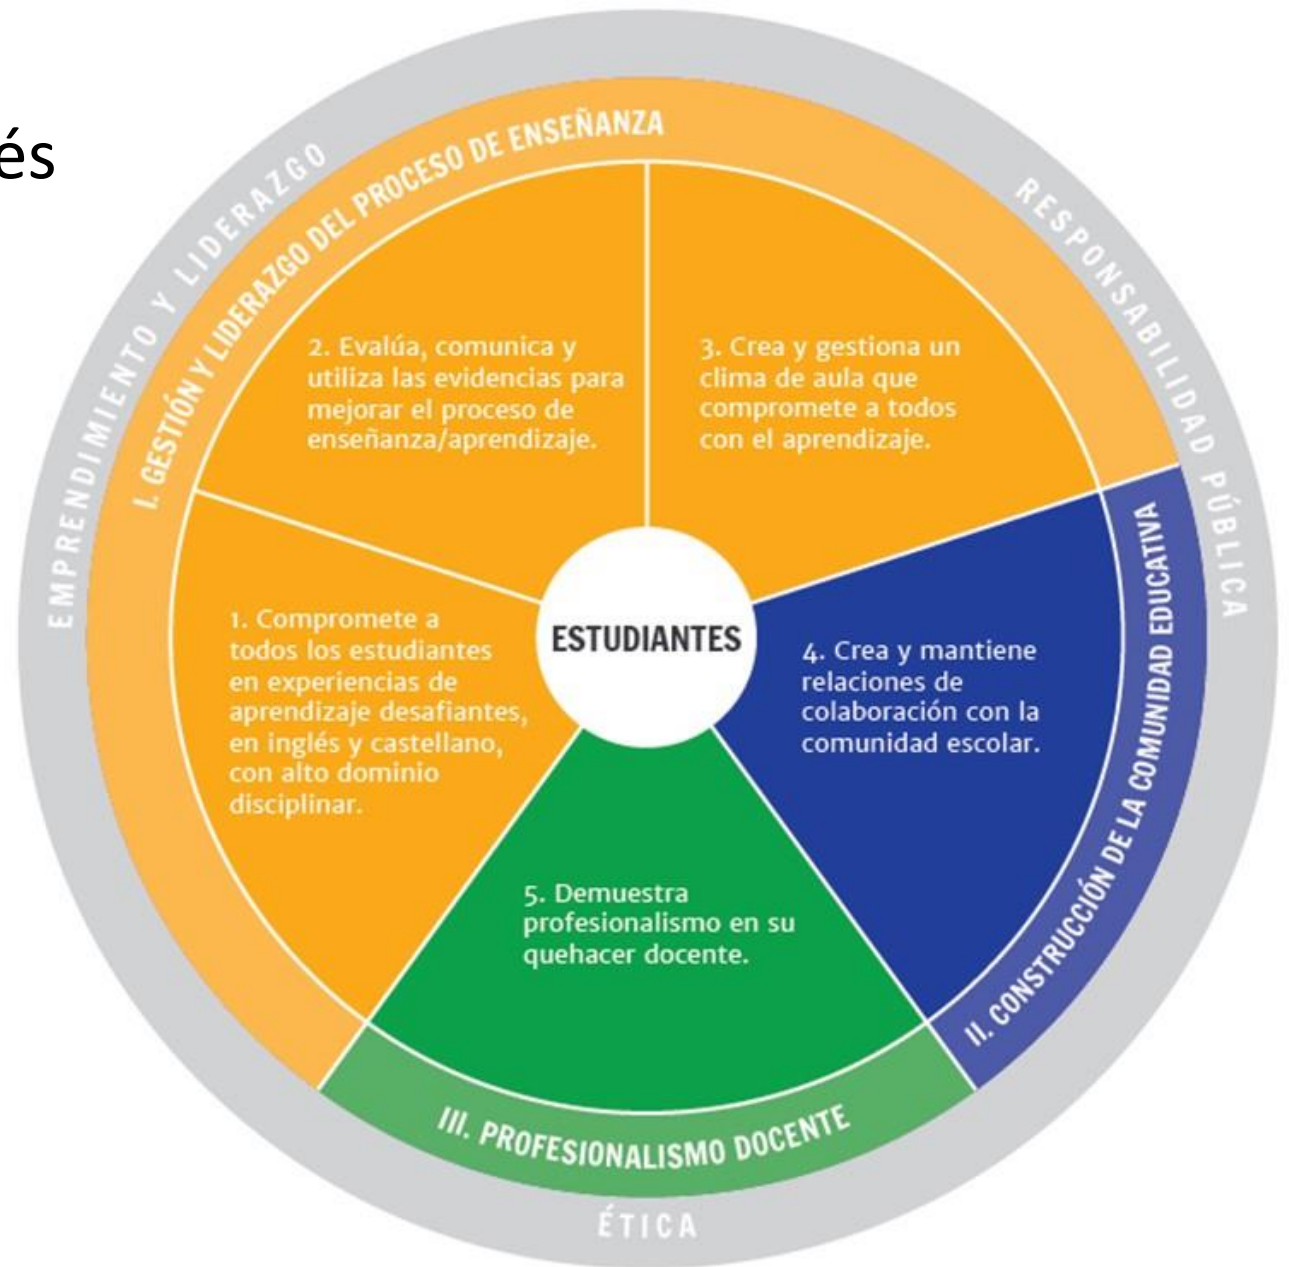 és
EMPRENDIMIENTO Y LIDERAZGO
RESPONSABILIDAD PÚBLICA
I. GESTIÓN Y LIDERAZGO DEL PROCESO DE ENSEÑANZA
2. Evalúa, comunica y
utiliza las evidencias para
mejorar el proceso de
enseñanza/aprendizaje.
3. Crea y gestiona un
clima de aula que
compromete a todos
con el aprendizaje.
1. Compromete a
todos los estudiantes
en experiencias de
aprendizaje desafiantes,
en inglés y castellano,
con alto dominio
disciplinar.
ESTUDIANTES
4. Crea y mantiene
relaciones de
colaboración con la
comunidad escolar.
II. CONSTRUCCIÓN DE LA COMUNIDAD EDUCATIVA
5. Demuestra
profesionalismo en su
quehacer docente.
III. PROFESIONALISMO DOCENTE
ÉTICA